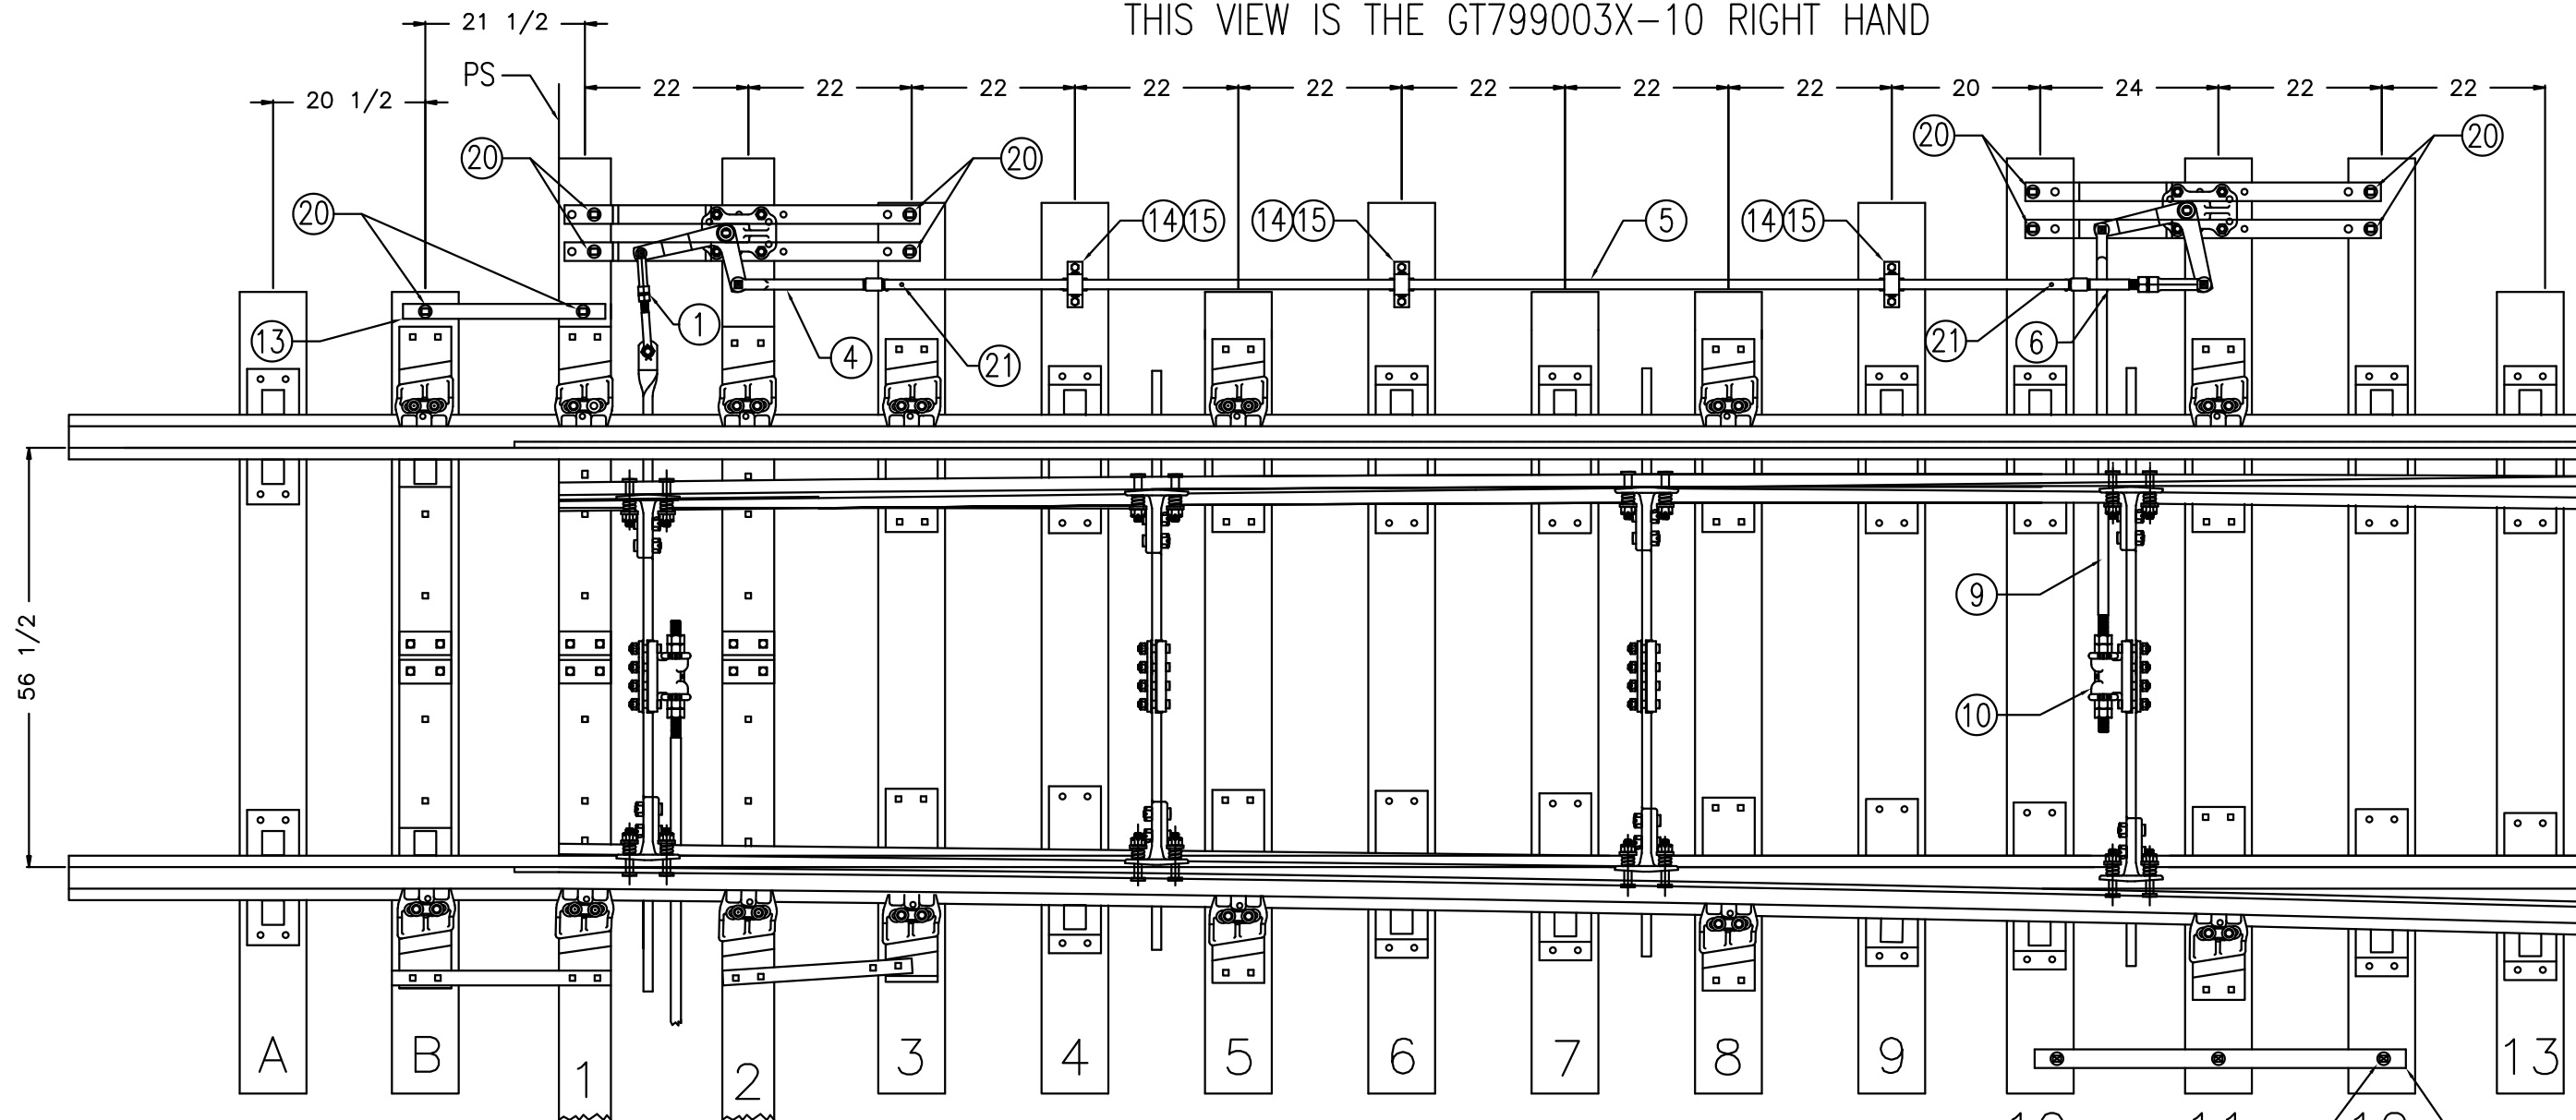 THIS VIEW IS THE GT799003X-10 RIGHT HAND
21 1/2
PS
20 1/2
22 22 22 22 22 22 22 22 20 24 22 22
20 20 20 20
20
14 15 14 15 5 14 15
13 1 4 21 21 6
56 1/2
9
10
A B 1 2 3 4 5 6 7 8 9 13